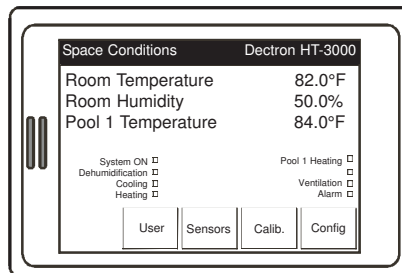 Space Conditions Dectron HT-3000
Room Temperature 82.0°F
Room Humidity 50.0%
Pool 1 Temperature 84.0°F
System ON Pool 1 Heating
Dehumidification
Cooling Ventilation
Heating Alarm
User Sensors Calib. Config